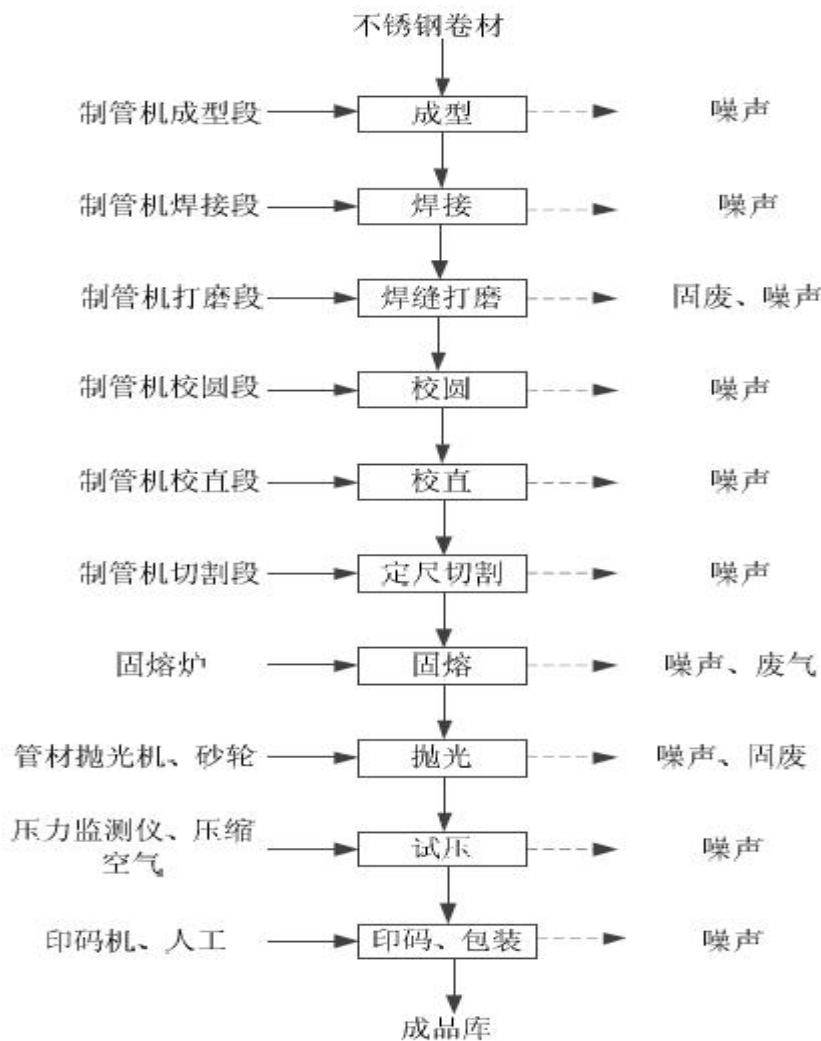 不锈钢卷材
制管机成型段
成型
噪声
制管机焊接段
焊接
噪声
制管机打磨段
焊缝打磨
固废、噪声
制管机校圆段
校圆
噪声
制管机校直段
校直
噪声
制管机切割段
定尺切割
噪声
固熔炉
固熔
噪声、废气
管材抛光机、砂轮
抛光
噪声、固废
压力监测仪、压缩
空气
试压
噪声
印码机、人工
印码、包装
噪声
成品库